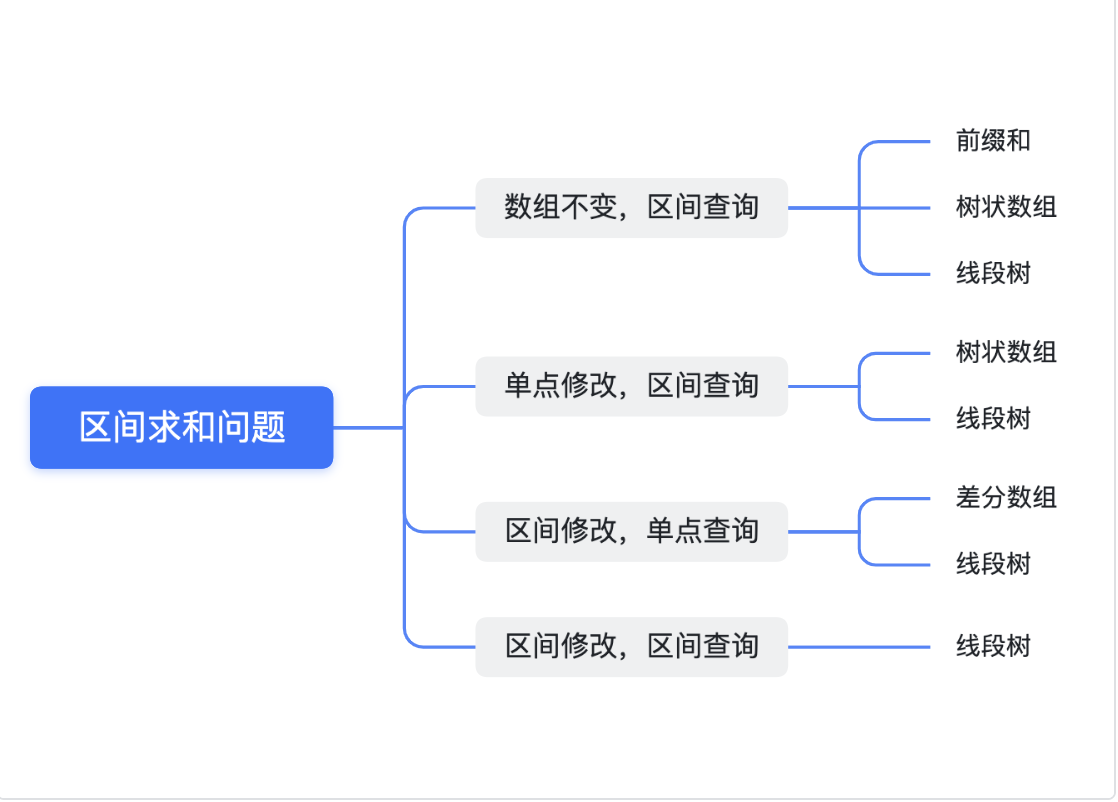 区间求和问题
数组不变，区间查询
前缀和
树状数组
线段树
单点修改，区间查询
树状数组
线段树
区间修改，单点查询
差分数组
线段树
区间修改，区间查询
线段树